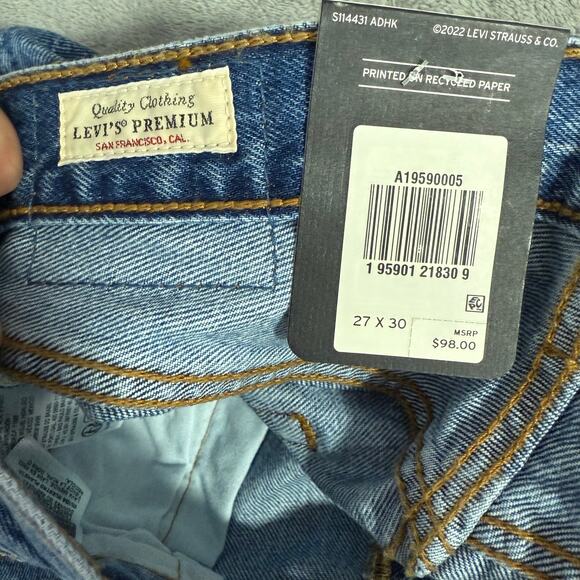 Quality Clothing
LEVI'S® PREMIUM
SAN FRANCISCO, CAL.
S114431 ADHK ©2022 LEVI STRAUSS & CO.
PRINTED ON RECYCLED PAPER
A19590005
1 95901 21830 9
27 X 30
MSRP
$98.00